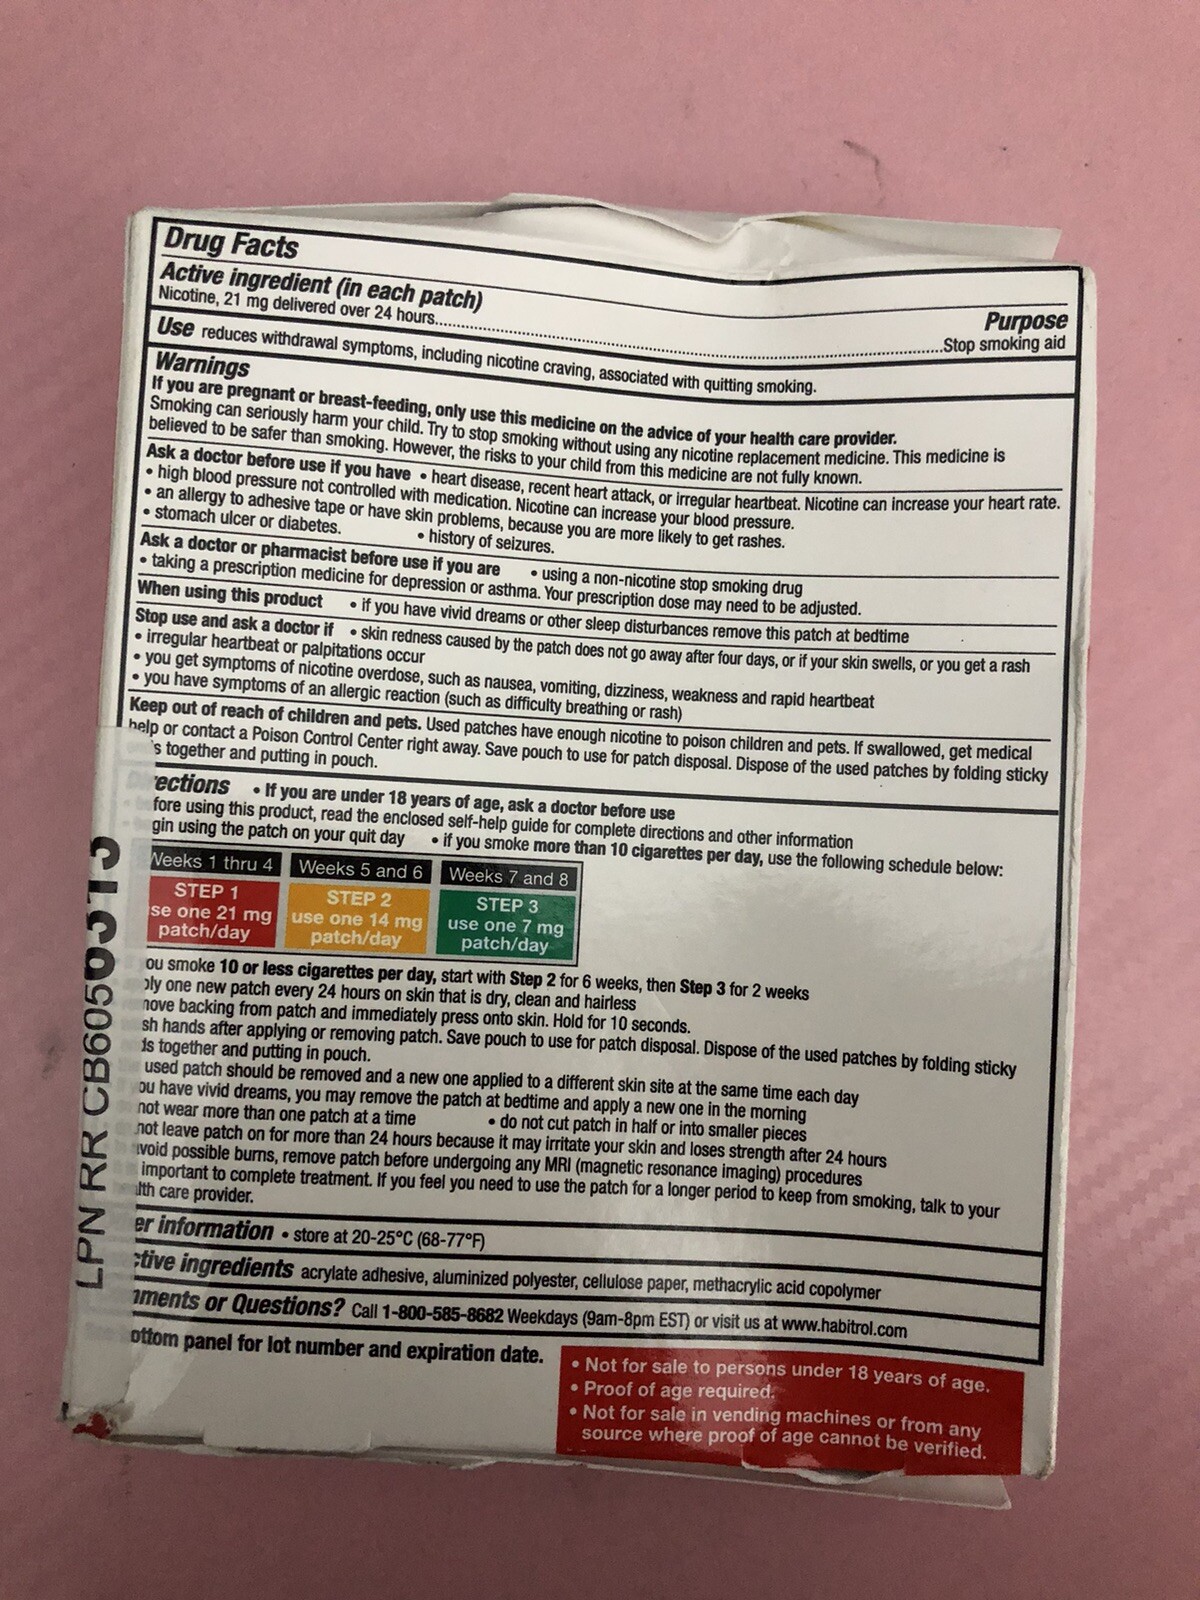 Drug Facts
Active ingredient (in each patch)
Purpose
Nicotine, 21 mg delivered over 24 hours........Stop smoking aid
Use reduces withdrawal symptoms, including nicotine craving, associated with quitting smoking.
Warnings
If you are pregnant or breast-feeding, only use this medicine on the advice of your health care provider.
Smoking can seriously harm your child. Try to stop smoking without using any nicotine replacement medicine. This medicine is
believed to be safer than smoking. However, the risks to your child from this medicine are not fully known.
Ask a doctor before use if you have • heart disease, recent heart attack, or irregular heartbeat. Nicotine can increase your heart rate.
• high blood pressure not controlled with medication. Nicotine can increase your blood pressure.
• an allergy to adhesive tape or have skin problems, because you are more likely to get rashes.
• stomach ulcer or diabetes. • history of seizures.
Ask a doctor or pharmacist before use if you are • using a non-nicotine stop smoking drug
• taking a prescription medicine for depression or asthma. Your prescription dose may need to be adjusted.
When using this product • if you have vivid dreams or other sleep disturbances remove this patch at bedtime
Stop use and ask a doctor if • skin redness caused by the patch does not go away after four days, or if your skin swells, or you get a rash
• irregular heartbeat or palpitations occur
• you get symptoms of nicotine overdose, such as nausea, vomiting, dizziness, weakness and rapid heartbeat
• you have symptoms of an allergic reaction (such as difficulty breathing or rash)
Keep out of reach of children and pets. Used patches have enough nicotine to poison children and pets. If swallowed, get medical
help or contact a Poison Control Center right away. Save pouch to use for patch disposal. Dispose of the used patches by folding sticky
s together and putting in pouch.
ections • If you are under 18 years of age, ask a doctor before use
fore using this product, read the enclosed self-help guide for complete directions and other information
gin using the patch on your quit day • if you smoke more than 10 cigarettes per day, use the following schedule below:
Weeks 1 thru 4 Weeks 5 and 6 Weeks 7 and 8
STEP 1 STEP 2 STEP 3
se one 21 mg use one 14 mg use one 7 mg
patch/day patch/day patch/day
ou smoke 10 or less cigarettes per day, start with Step 2 for 6 weeks, then Step 3 for 2 weeks
ply one new patch every 24 hours on skin that is dry, clean and hairless
move backing from patch and immediately press onto skin. Hold for 10 seconds.
sh hands after applying or removing patch. Save pouch to use for patch disposal. Dispose of the used patches by folding sticky
ds together and putting in pouch.
used patch should be removed and a new one applied to a different skin site at the same time each day
ou have vivid dreams, you may remove the patch at bedtime and apply a new one in the morning
not wear more than one patch at a time • do not cut patch in half or into smaller pieces
not leave patch on for more than 24 hours because it may irritate your skin and loses strength after 24 hours
avoid possible burns, remove patch before undergoing any MRI (magnetic resonance imaging) procedures
important to complete treatment. If you feel you need to use the patch for a longer period to keep from smoking, talk to your
lth care provider.
er information • store at 20-25°C (68-77°F)
ctive ingredients acrylate adhesive, aluminized polyester, cellulose paper, methacrylic acid copolymer
mments or Questions? Call 1-800-585-8682 Weekdays (9am-8pm EST) or visit us at www.habitrol.com
ottom panel for lot number and expiration date.
• Not for sale to persons under 18 years of age.
• Proof of age required.
• Not for sale in vending machines or from any
source where proof of age cannot be verified.